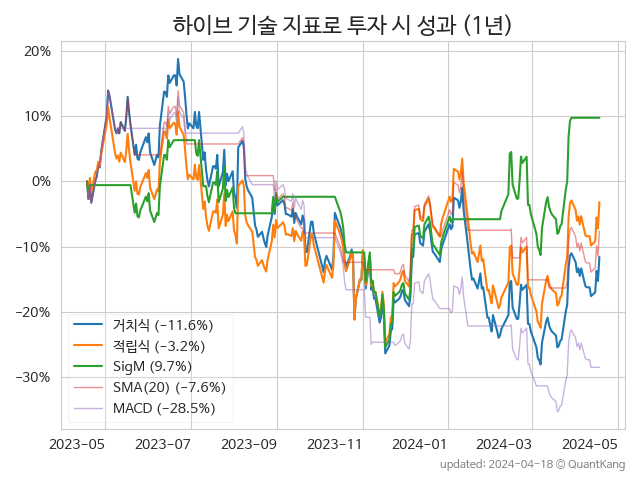 하이브 기술 지표로 투자 시 성과 (1년)
20%
10%
0%
−10%
−20%
−30%
거치식 (−11.6%)
적립식 (−3.2%)
SigM (9.7%)
SMA(20) (−7.6%)
MACD (−28.5%)
2023-05 2023-07 2023-09 2023-11 2024-01 2024-03 2024-05
updated: 2024-04-18 © QuantKang